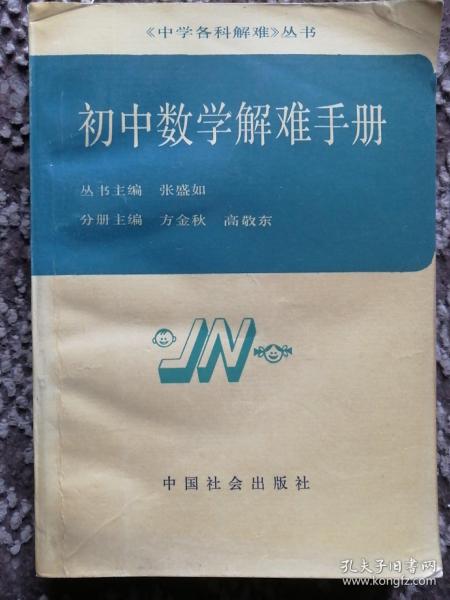 《中学各科解难》丛书
初中数学解难手册
丛书主编 张盛如
分册主编 方金秋 高敬东
JN
中国社会出版社
孔夫子旧书网
www.kongfz.com